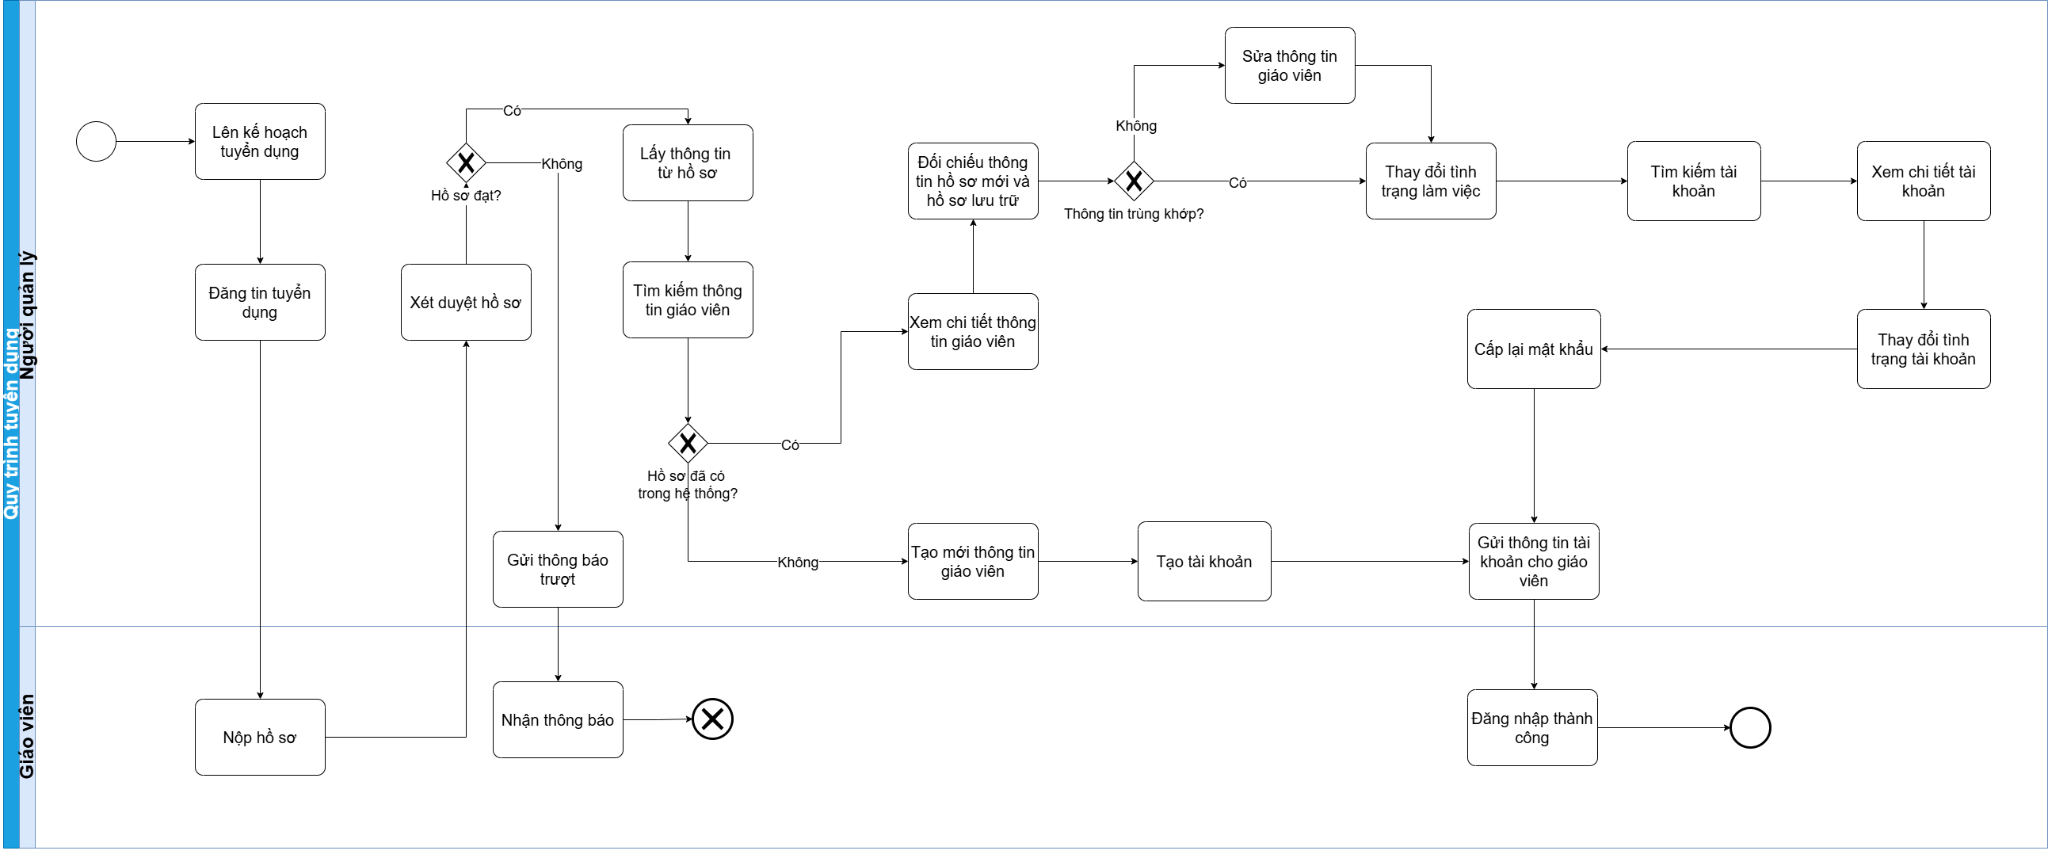 Quy trình tuyển dụng
Người quản lý
Giáo viên
Lên kế hoạch
tuyển dụng
Đăng tin tuyển
dụng
Nộp hồ sơ
Xét duyệt hồ sơ
Hồ sơ đạt?
Có
Không
Gửi thông báo
trượt
Nhận thông báo
Lấy thông tin
từ hồ sơ
Tìm kiếm thông
tin giáo viên
Hồ sơ đã có
trong hệ thống?
Có
Không
Xem chi tiết thông
tin giáo viên
Đối chiếu thông
tin hồ sơ mới và
hồ sơ lưu trữ
Thông tin trùng khớp?
Không
Có
Sửa thông tin
giáo viên
Thay đổi tình
trạng làm việc
Tìm kiếm tài
khoản
Xem chi tiết tài
khoản
Thay đổi tình
trạng tài khoản
Cấp lại mật khẩu
Tạo mới thông tin
giáo viên
Tạo tài khoản
Gửi thông tin tài
khoản cho giáo
viên
Đăng nhập thành
công